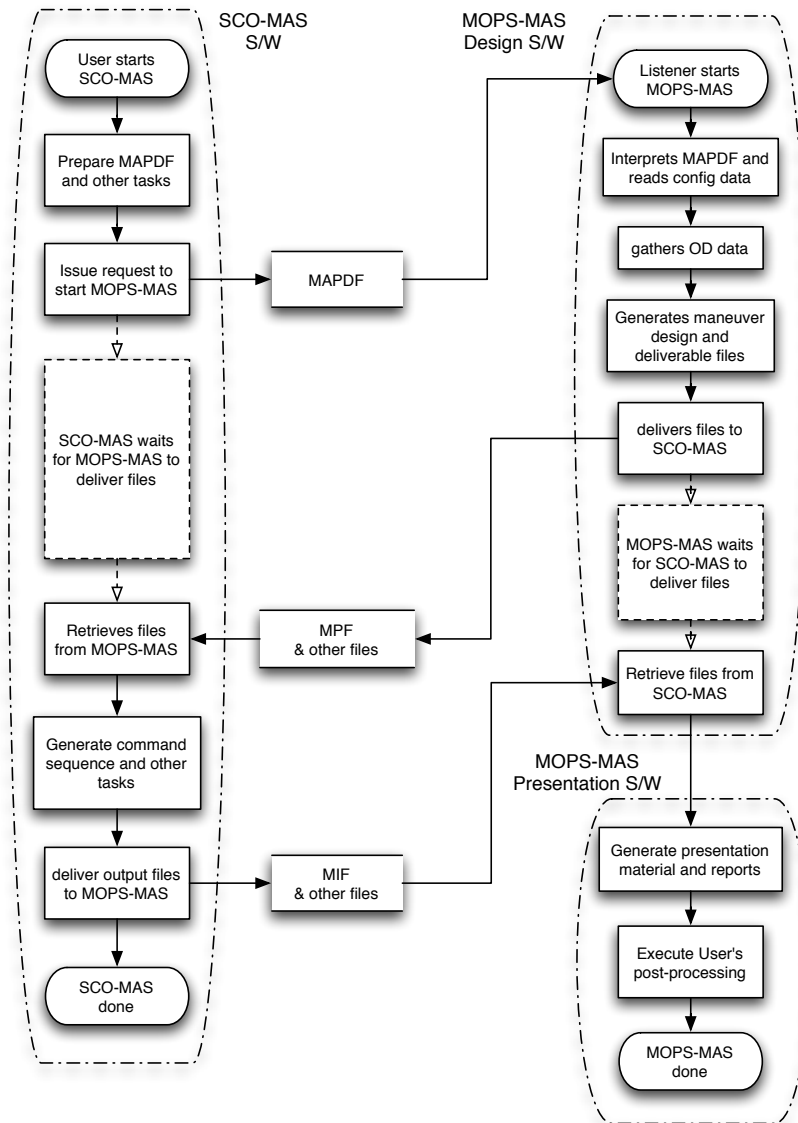 SCO-MAS
S/W
MOPS-MAS
Design S/W
User starts
SCO-MAS
Prepare MAPDF
and other tasks
Issue request to
start MOPS-MAS
MAPDF
SCO-MAS waits
for MOPS-MAS to
deliver files
Retrieves files
from MOPS-MAS
MPF
& other files
Generate command
sequence and other
tasks
deliver output files
to MOPS-MAS
MIF
& other files
SCO-MAS
done
Listener starts
MOPS-MAS
Interprets MAPDF and
reads config data
gathers OD data
Generates maneuver
design and
deliverable files
delivers files to
SCO-MAS
MOPS-MAS waits
for SCO-MAS to
deliver files
Retrieve files from
SCO-MAS
MOPS-MAS
Presentation S/W
Generate presentation
material and reports
Execute User's
post-processing
MOPS-MAS
done